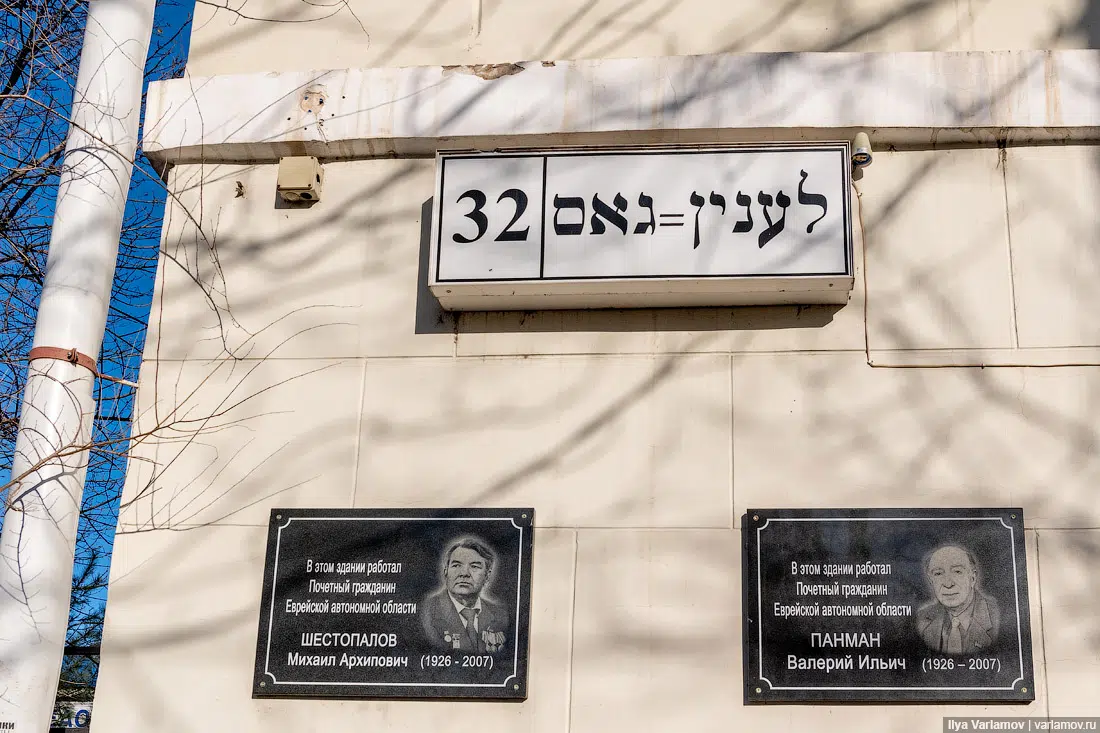 לענין=גאס 32
В этом здании работал
Почетный гражданин
Еврейской автономной области
ШЕСТОПАЛОВ
Михаил Архипович (1926 - 2007)
В этом здании работал
Почетный гражданин
Еврейской автономной области
ПАНМАН
Валерий Ильич (1926 – 2007)
Ilya Varlamov | varlamov.ru